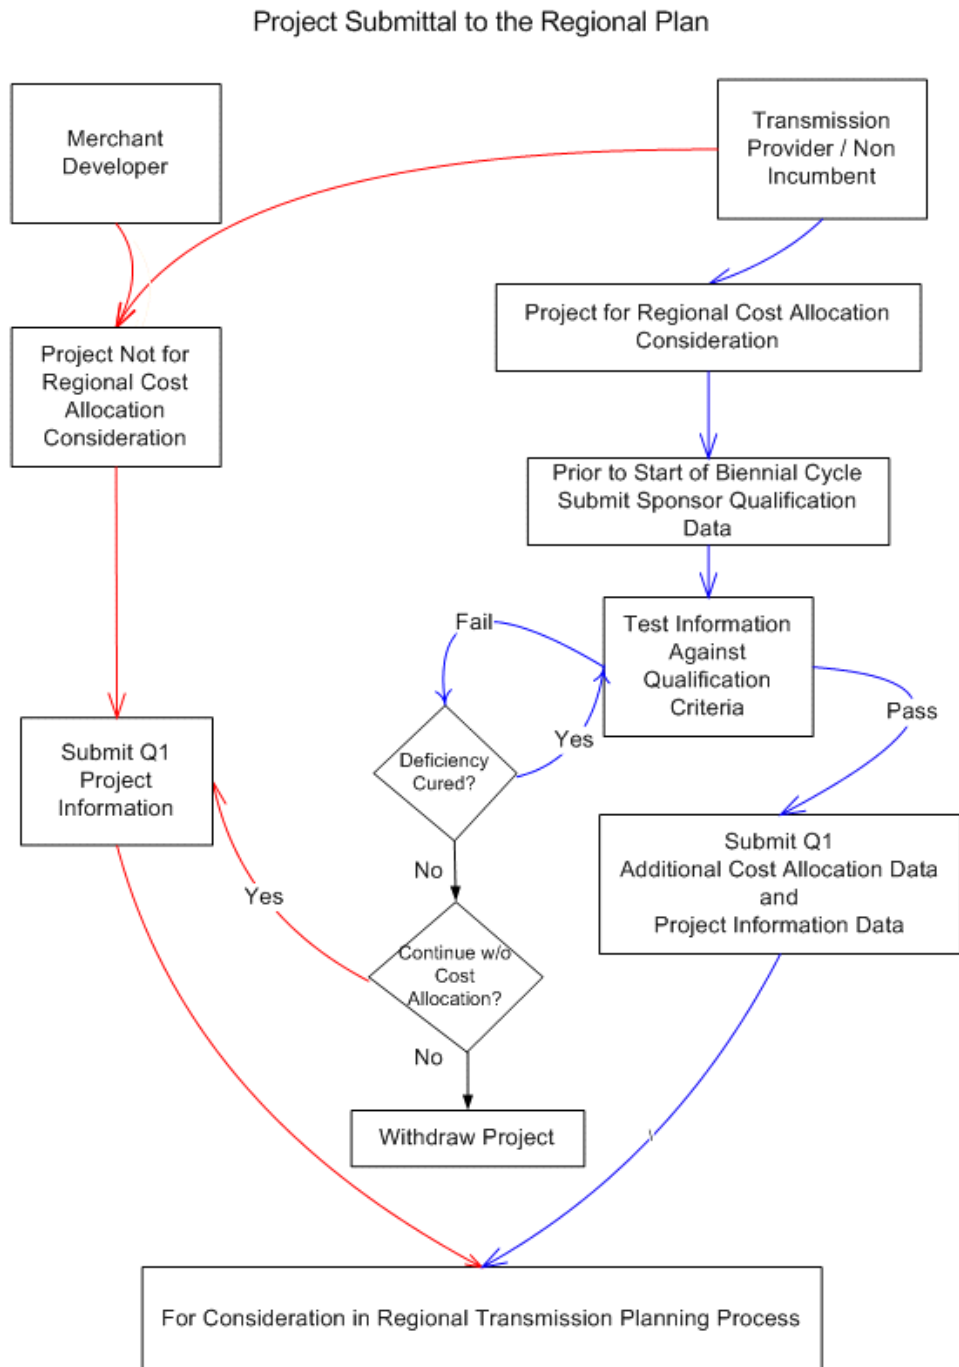 Project Submittal to the Regional Plan
Merchant
Developer
Transmission
Provider / Non
Incumbent
Project for Regional Cost Allocation
Consideration
Project Not for
Regional Cost
Allocation
Consideration
Prior to Start of Biennial Cycle
Submit Sponsor Qualification
Data
Test Information
Against
Qualification
Criteria
Fail
Pass
Yes
Deficiency
Cured?
Submit Q1
Project
Information
No
Submit Q1
Additional Cost Allocation Data
and
Project Information Data
Yes
Continue w/o
Cost
Allocation?
No
Withdraw Project
For Consideration in Regional Transmission Planning Process